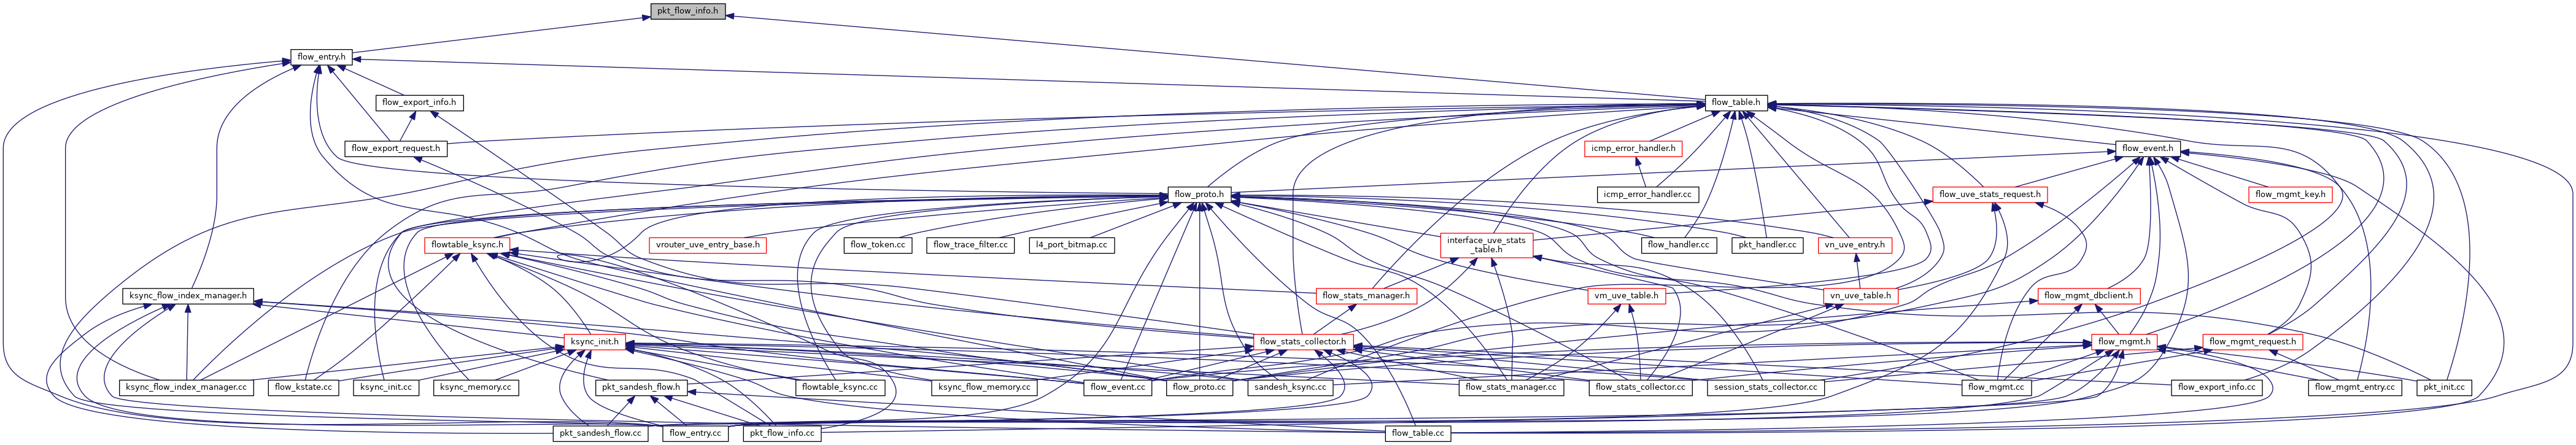 pkt_flow_info.h
flow_entry.h
flow_export_info.h
flow_table.h
flow_export_request.h
icmp_error_handler.h
flow_event.h
flow_proto.h
icmp_error_handler.cc
flow_uve_stats_request.h
flow_mgmt_key.h
flowtable_ksync.h
vrouter_uve_entry_base.h
flow_token.cc
flow_trace_filter.cc
l4_port_bitmap.cc
interface_uve_stats
_table.h
flow_handler.cc
pkt_handler.cc
vn_uve_entry.h
ksync_flow_index_manager.h
flow_stats_manager.h
vm_uve_table.h
vn_uve_table.h
flow_mgmt_dbclient.h
ksync_init.h
flow_stats_collector.h
flow_mgmt.h
flow_mgmt_request.h
ksync_flow_index_manager.cc
flow_kstate.cc
ksync_init.cc
ksync_memory.cc
pkt_sandesh_flow.h
flowtable_ksync.cc
ksync_flow_memory.cc
flow_event.cc
flow_proto.cc
sandesh_ksync.cc
flow_stats_manager.cc
flow_stats_collector.cc
session_stats_collector.cc
flow_mgmt.cc
flow_export_info.cc
flow_mgmt_entry.cc
pkt_init.cc
pkt_sandesh_flow.cc
flow_entry.cc
pkt_flow_info.cc
flow_table.cc